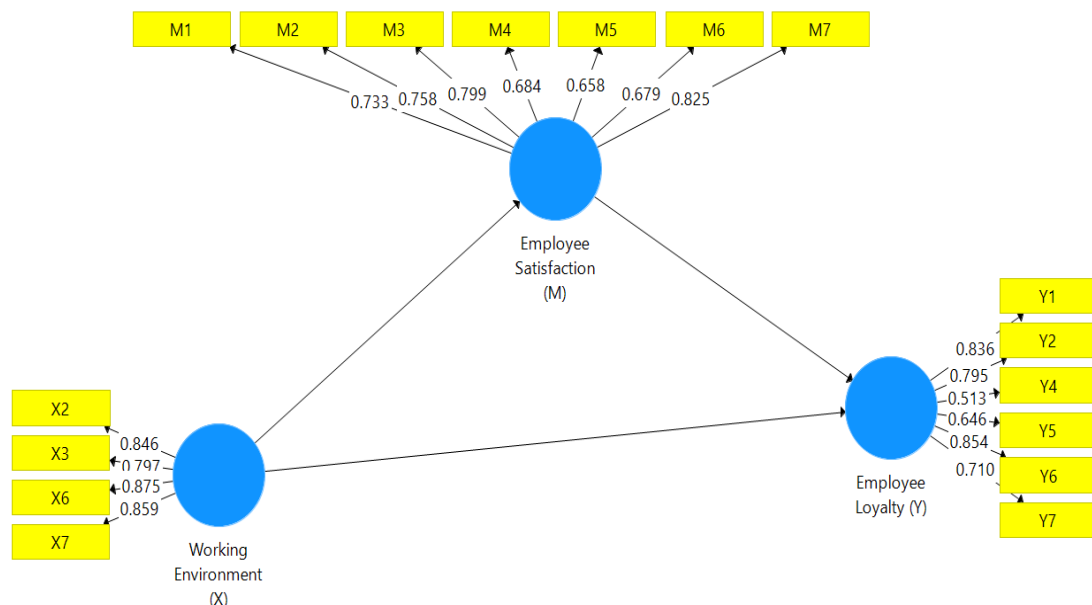 M1
M2
M3
M4
M5
M6
M7
0.733
0.758
0.799
0.684
0.658
0.679
0.825
Employee
Satisfaction
(M)
X2
X3
X6
X7
0.846
0.797
0.875
0.859
Working
Environment
(X)
Y1
Y2
Y4
Y5
Y6
Y7
0.836
0.795
0.513
0.646
0.854
0.710
Employee
Loyalty (Y)